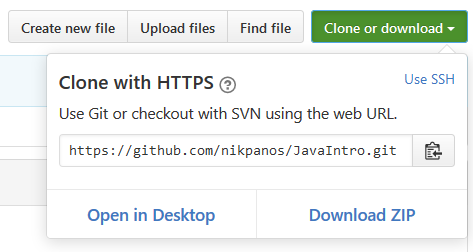 Create new file Upload files Find file Clone or download
Clone with HTTPS ? Use SSH
Use Git or checkout with SVN using the web URL.
https://github.com/nikpanos/JavaIntro.git
Open in Desktop Download ZIP